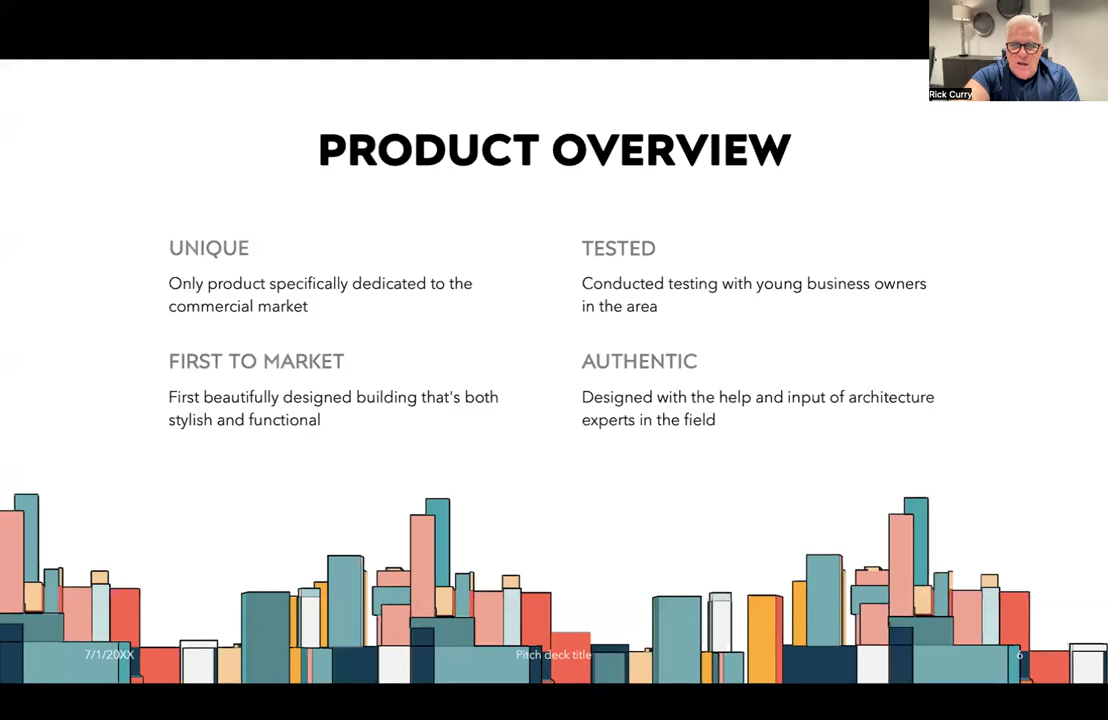 Rick Curry
PRODUCT OVERVIEW
UNIQUE
Only product specifically dedicated to the
commercial market
TESTED
Conducted testing with young business owners
in the area
FIRST TO MARKET
First beautifully designed building that's both
stylish and functional
AUTHENTIC
Designed with the help and input of architecture
experts in the field
7/1/20XX
Pitch deck title
6